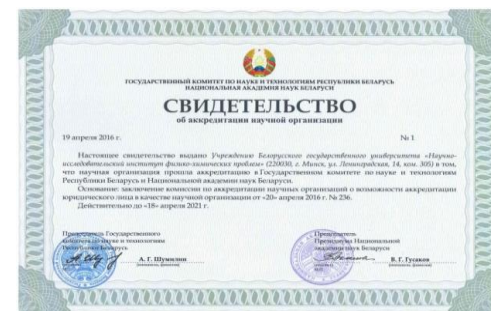 ГОСУДАРСТВЕННЫЙ КОМИТЕТ ПО НАУКЕ И ТЕХНОЛОГИЯМ РЕСПУБЛИКИ БЕЛАРУСЬ
НАЦИОНАЛЬНАЯ АКАДЕМИЯ НАУК БЕЛАРУСИ
СВИДЕТЕЛЬСТВО
об аккредитации научной организации
19 апреля 2016 г. № 1
Настоящее свидетельство выдано Учреждению Белорусского государственного университета «Научно-
исследовательский институт физико-химических проблем» (220030, г. Минск, ул. Ленинградская, 14, ком. 305) в том,
что научная организация прошла аккредитацию в Государственном комитете по науке и технологиям
Республики Беларусь и Национальной академии наук Беларуси.
Основание: заключение комиссии по аккредитации научных организаций о возможности аккредитации
юридического лица в качестве научной организации от «20» апреля 2016 г. № 236.
Действительно до «18» апреля 2021 г.
Председатель Государственного
комитета по науке и технологиям
Республики Беларусь
А. Г. Шумилин
Председатель
Президиума Национальной
академии наук Беларуси
В. Г. Гусаков